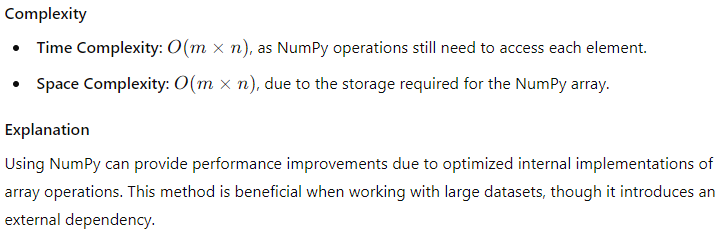 Complexity
• Time Complexity: O(m × n), as NumPy operations still need to access each element.
• Space Complexity: O(m × n), due to the storage required for the NumPy array.
Explanation
Using NumPy can provide performance improvements due to optimized internal implementations of
array operations. This method is beneficial when working with large datasets, though it introduces an
external dependency.